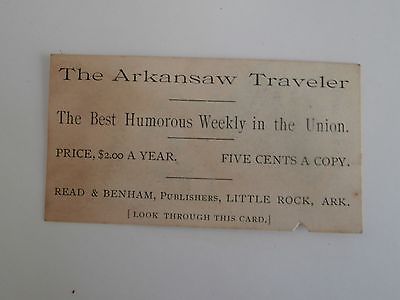 The Arkansaw Traveler
The Best Humorous Weekly in the Union.
PRICE, $2.00 A YEAR. FIVE CENTS A COPY.
READ & BENHAM, PUBLISHERS, LITTLE ROCK, ARK.
[LOOK THROUGH THIS CARD.]